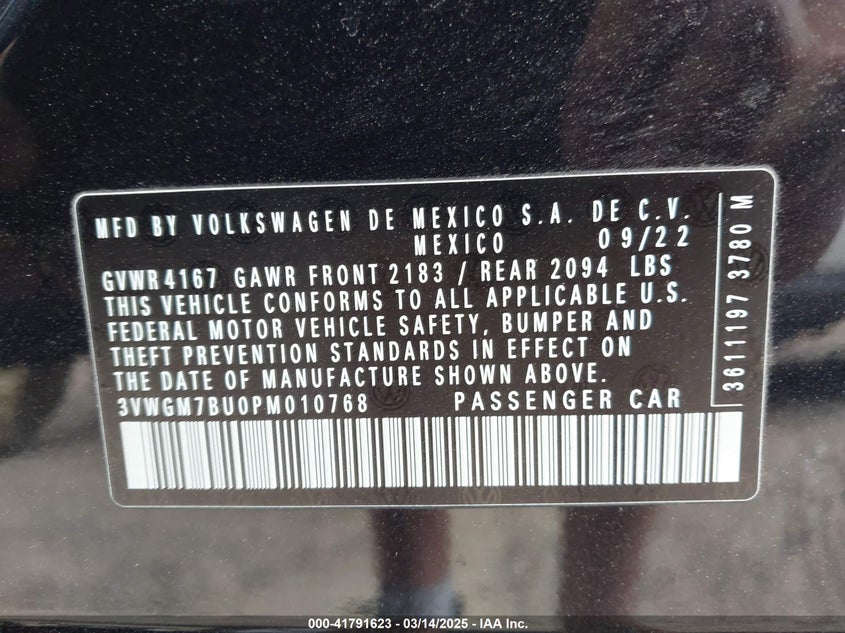 MFD BY VOLKSWAGEN DE MEXICO S.A. DE C.V.
MEXICO 09/22
GVWR 4167 GAWR FRONT 2183 / REAR 2094 LBS
THIS VEHICLE CONFORMS TO ALL APPLICABLE U.S.
FEDERAL MOTOR VEHICLE SAFETY, BUMPER AND
THEFT PREVENTION STANDARDS IN EFFECT ON
THE DATE OF MANUFACTURE SHOWN ABOVE.
3VWGM7BU0PM010768 PASSENGER CAR
3611197 3780 M
000-41791623 - 03/14/2025 - IAA Inc.